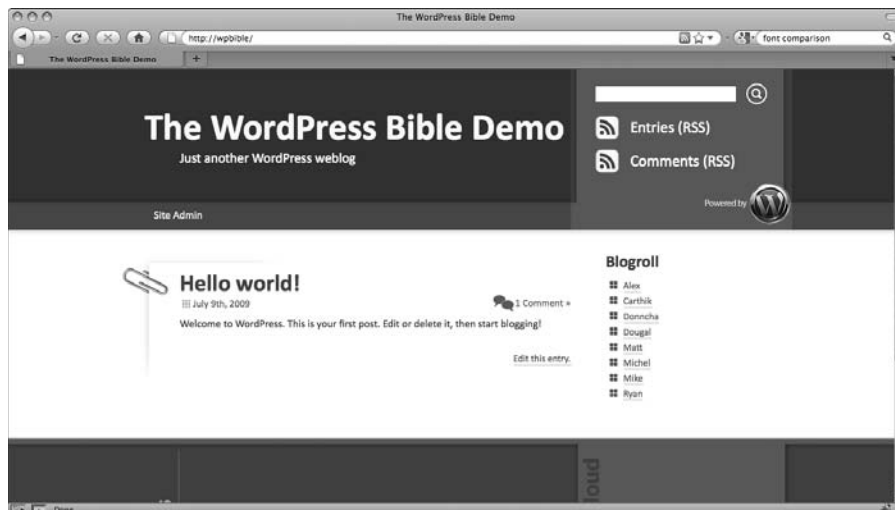 The WordPress Bible Demo
http://wpbible/
font comparison
The WordPress Bible Demo
The WordPress Bible Demo
Just another WordPress weblog
Entries (RSS)
Comments (RSS)
Powered by
Site Admin
Hello world!
July 9th, 2009
1 Comment »
Welcome to WordPress. This is your first post. Edit or delete it, then start blogging!
Edit this entry.
Blogroll
Alex
Carthik
Donncha
Dougal
Matt
Michel
Mike
Ryan
Done